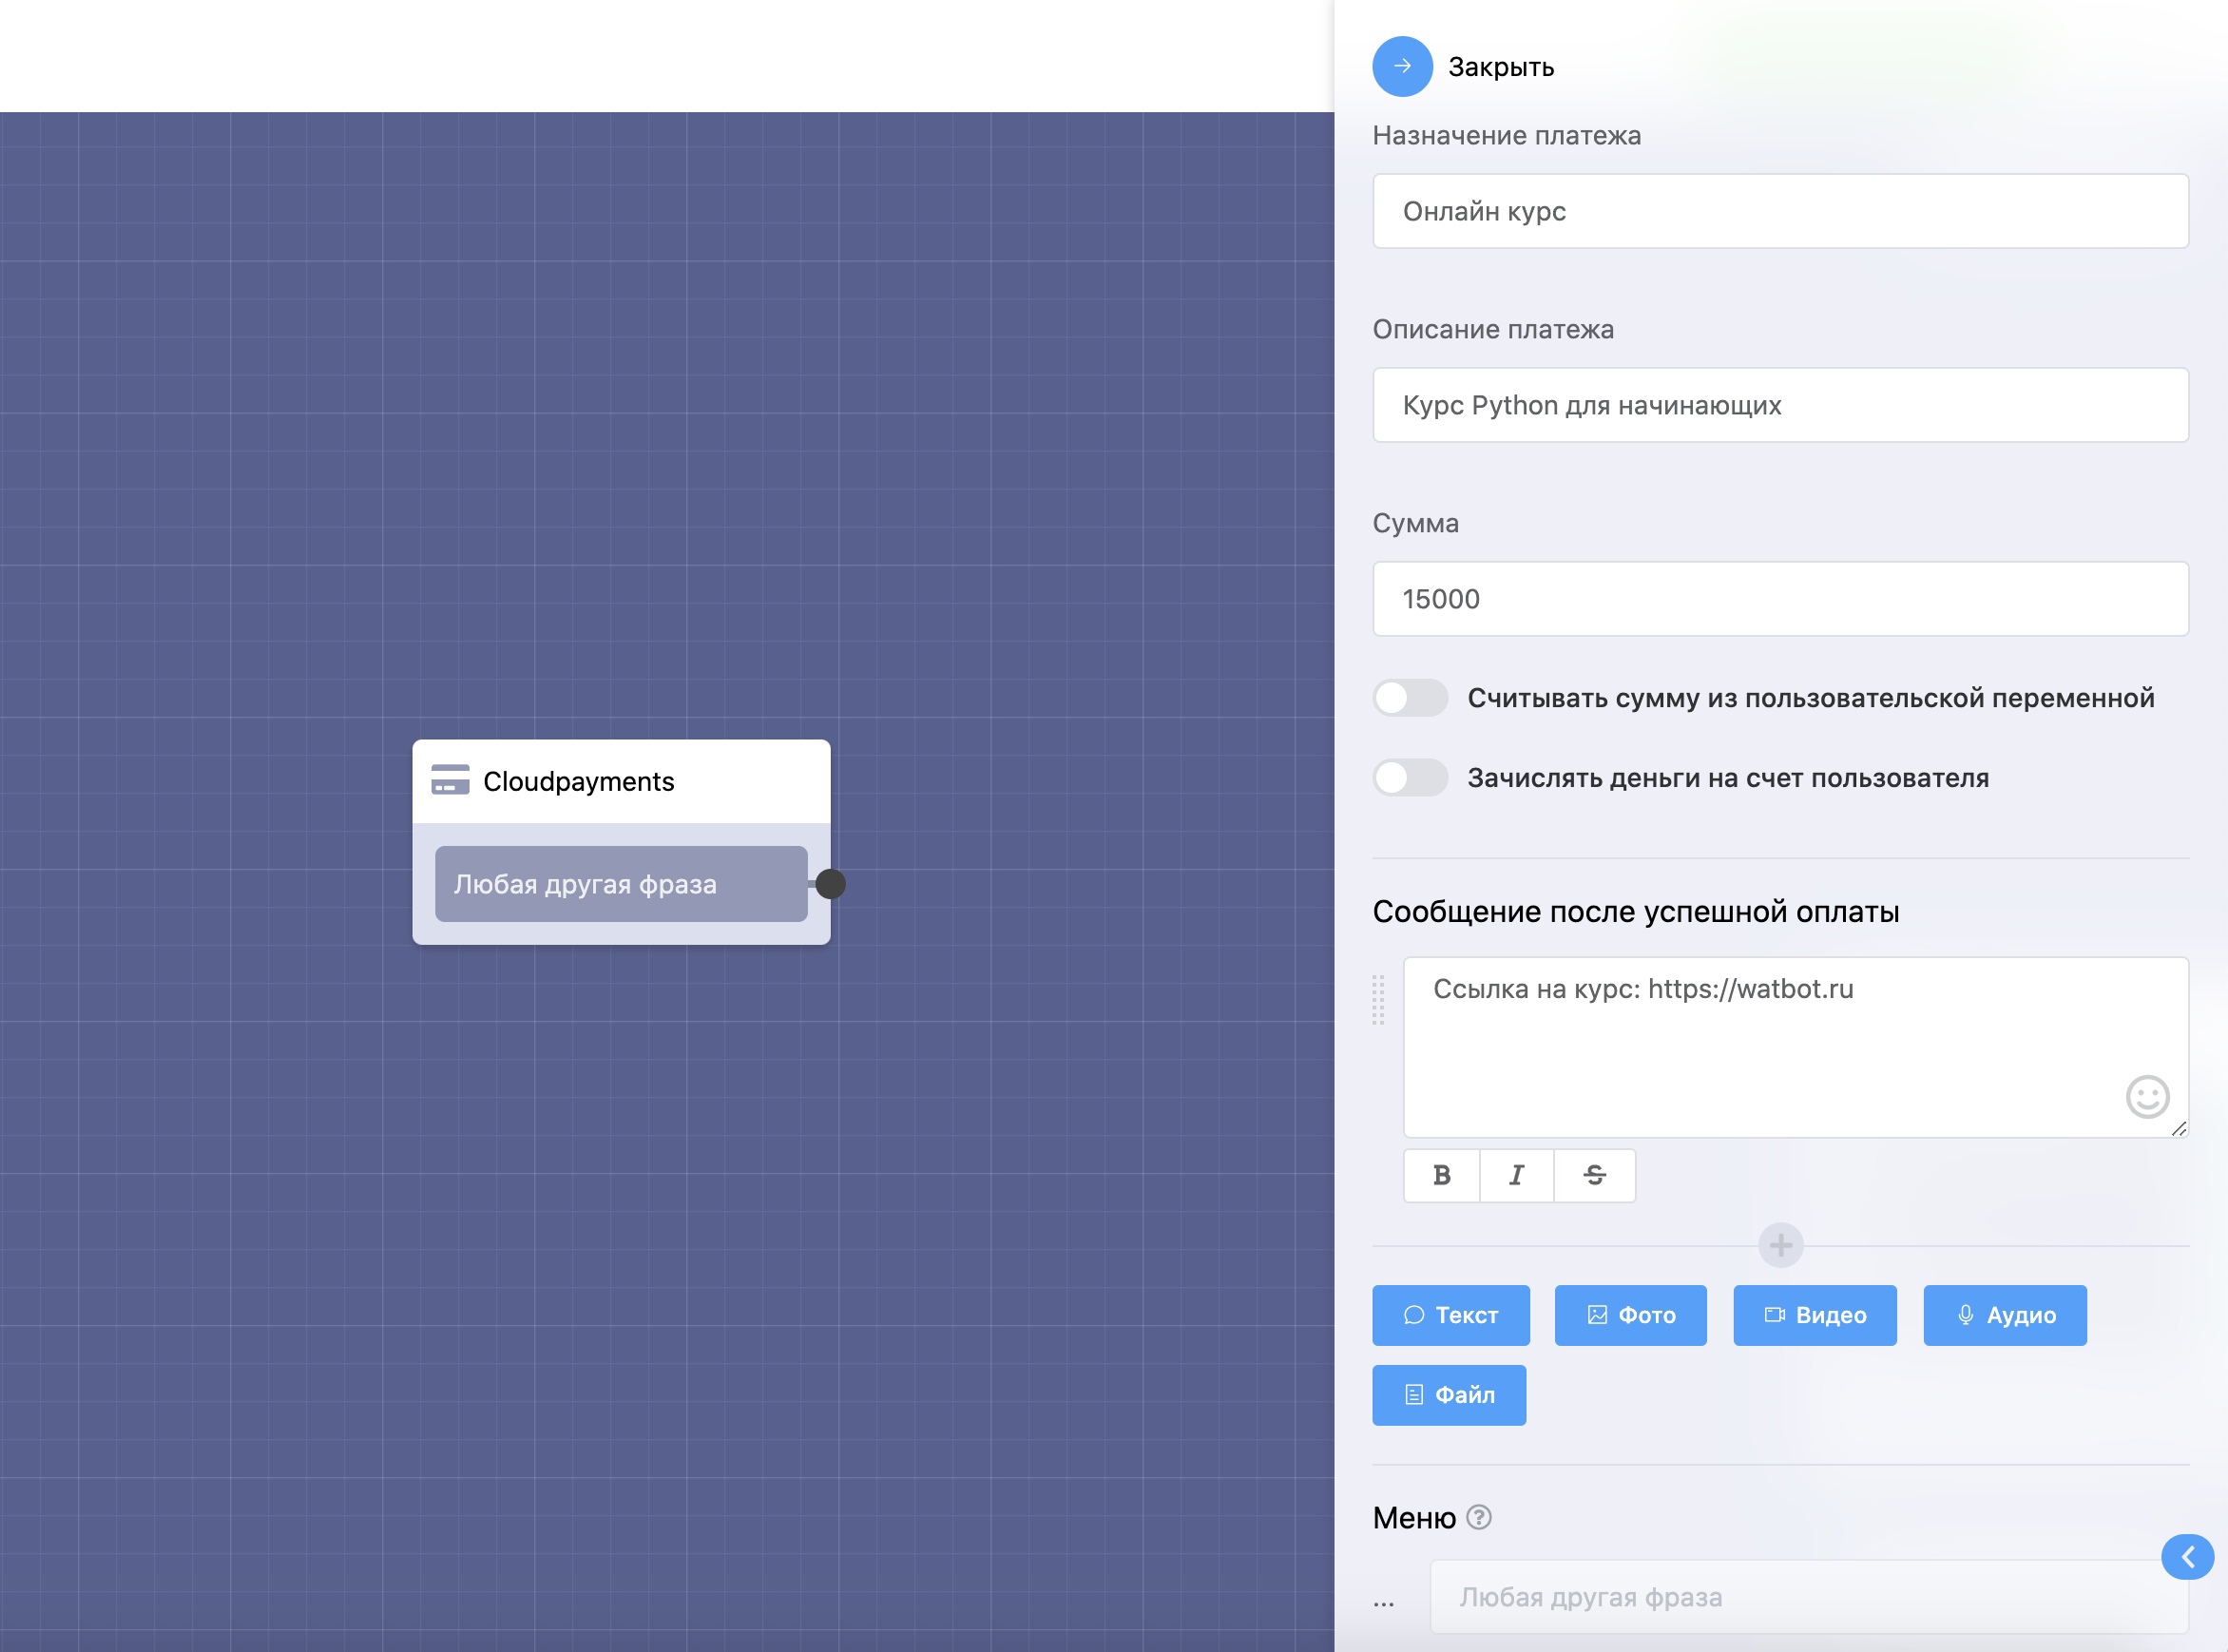 Cloudpayments
Любая другая фраза
Закрыть
Назначение платежа
Онлайн курс
Описание платежа
Курс Python для начинающих
Сумма
15000
Считывать сумму из пользовательской переменной
Зачислять деньги на счет пользователя
Сообщение после успешной оплаты
Ссылка на курс: https://watbot.ru
B I S
Текст Фото Видео Аудио
Файл
Меню ?
... Любая другая фраза